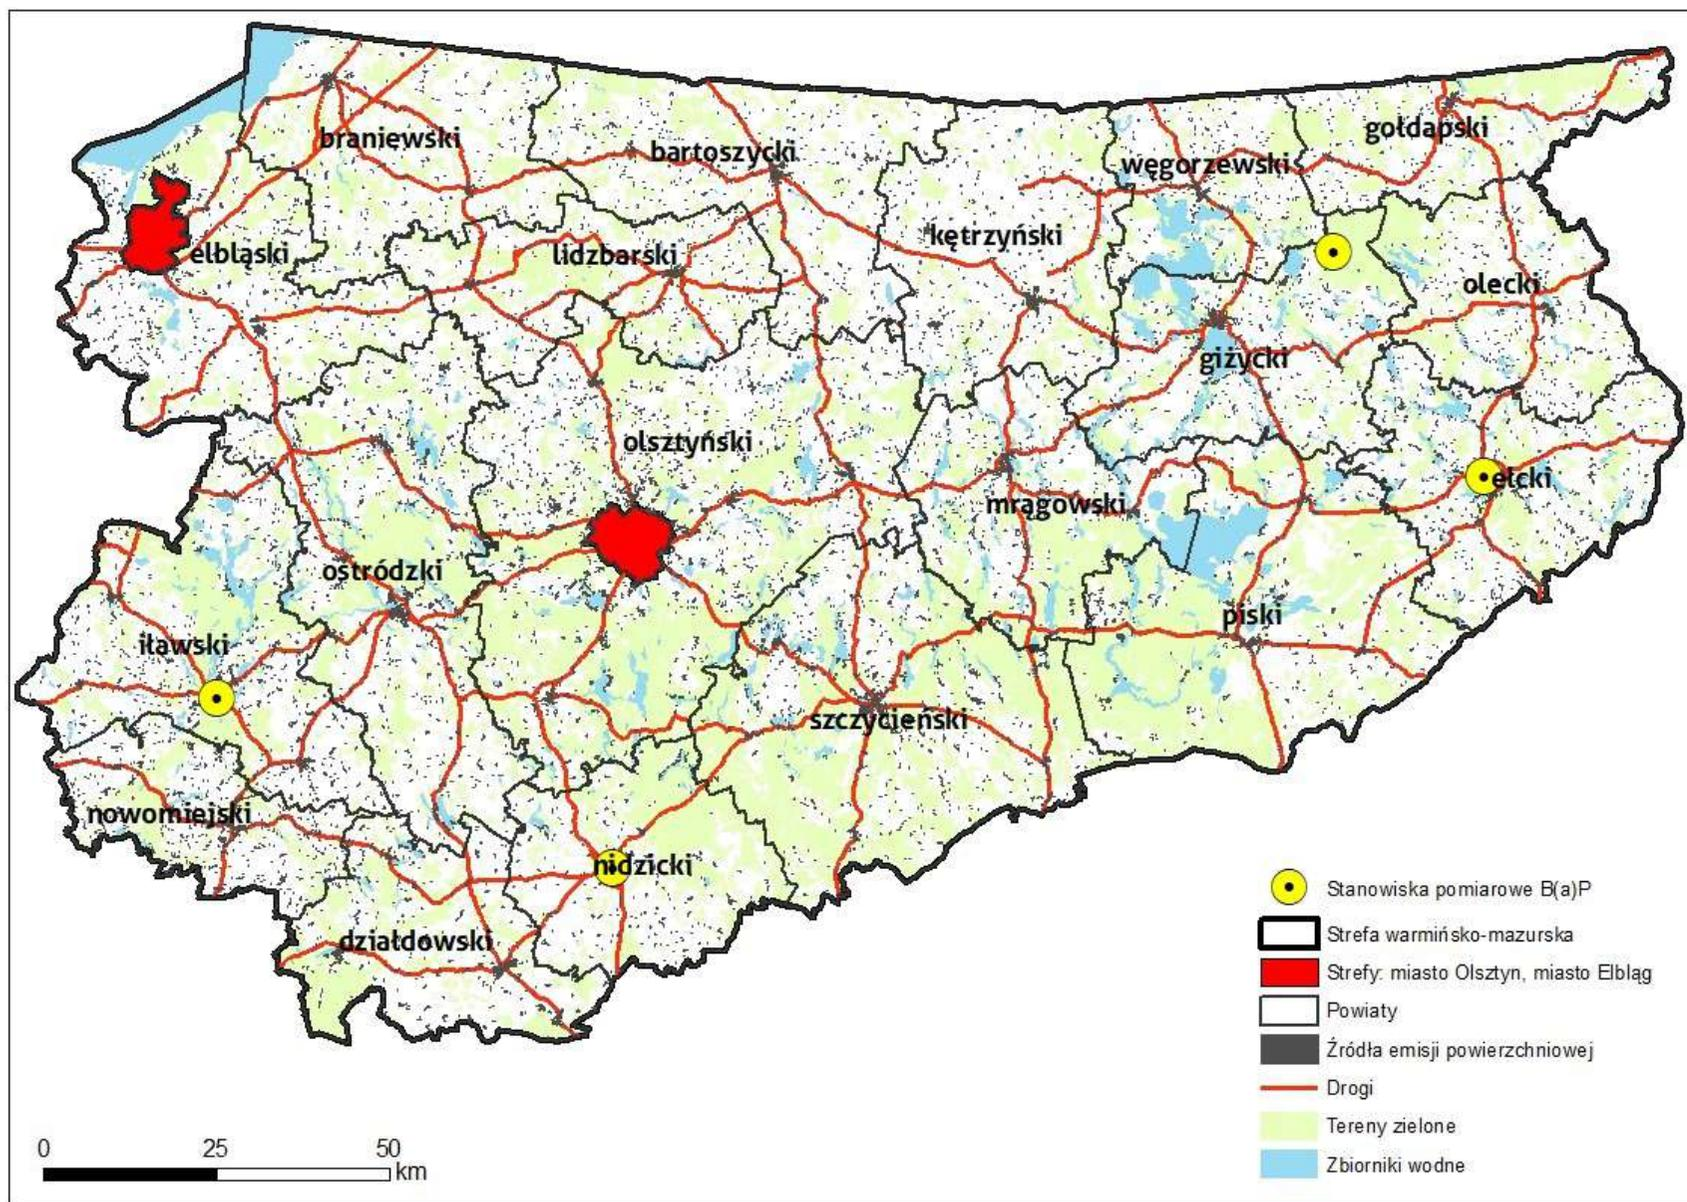 braniewski
bartoszycki
gołdapski
węgorzewski
elbląski
lidzbarski
kętrzyński
olecki
giżycki
olsztyński
mrągowski
ełcki
ostródzki
iławski
piski
szczycieński
nowomiejski
nidzicki
działdowski
Stanowiska pomiarowe B(a)P
Strefa warmińsko-mazurska
Strefy: miasto Olsztyn, miasto Elbląg
Powiaty
Źródła emisji powierzchniowej
Drogi
Tereny zielone
Zbiorniki wodne
0 25 50
km